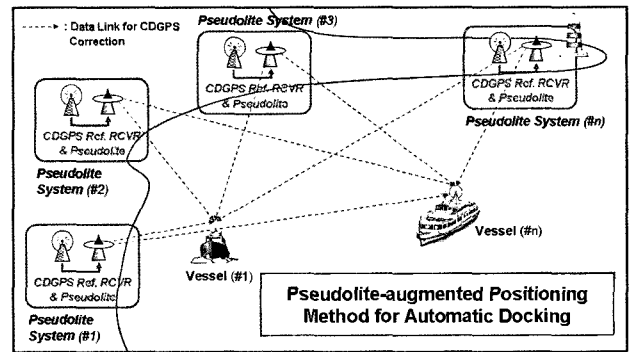 : Data Link for CDGPS
Correction
Pseudolite System (#3)
CDGPS Ref. RCVR
& Pseudolite
CDGPS Ref. RCVR
& Pseudolite
Pseudolite System (#n)
CDGPS Ref. RCVR
& Pseudolite
Pseudolite
System (#2)
Vessel (#n)
Vessel (#1)
CDGPS Ref. RCVR
& Pseudolite
Pseudolite
System (#1)
Pseudolite-augmented Positioning
Method for Automatic Docking